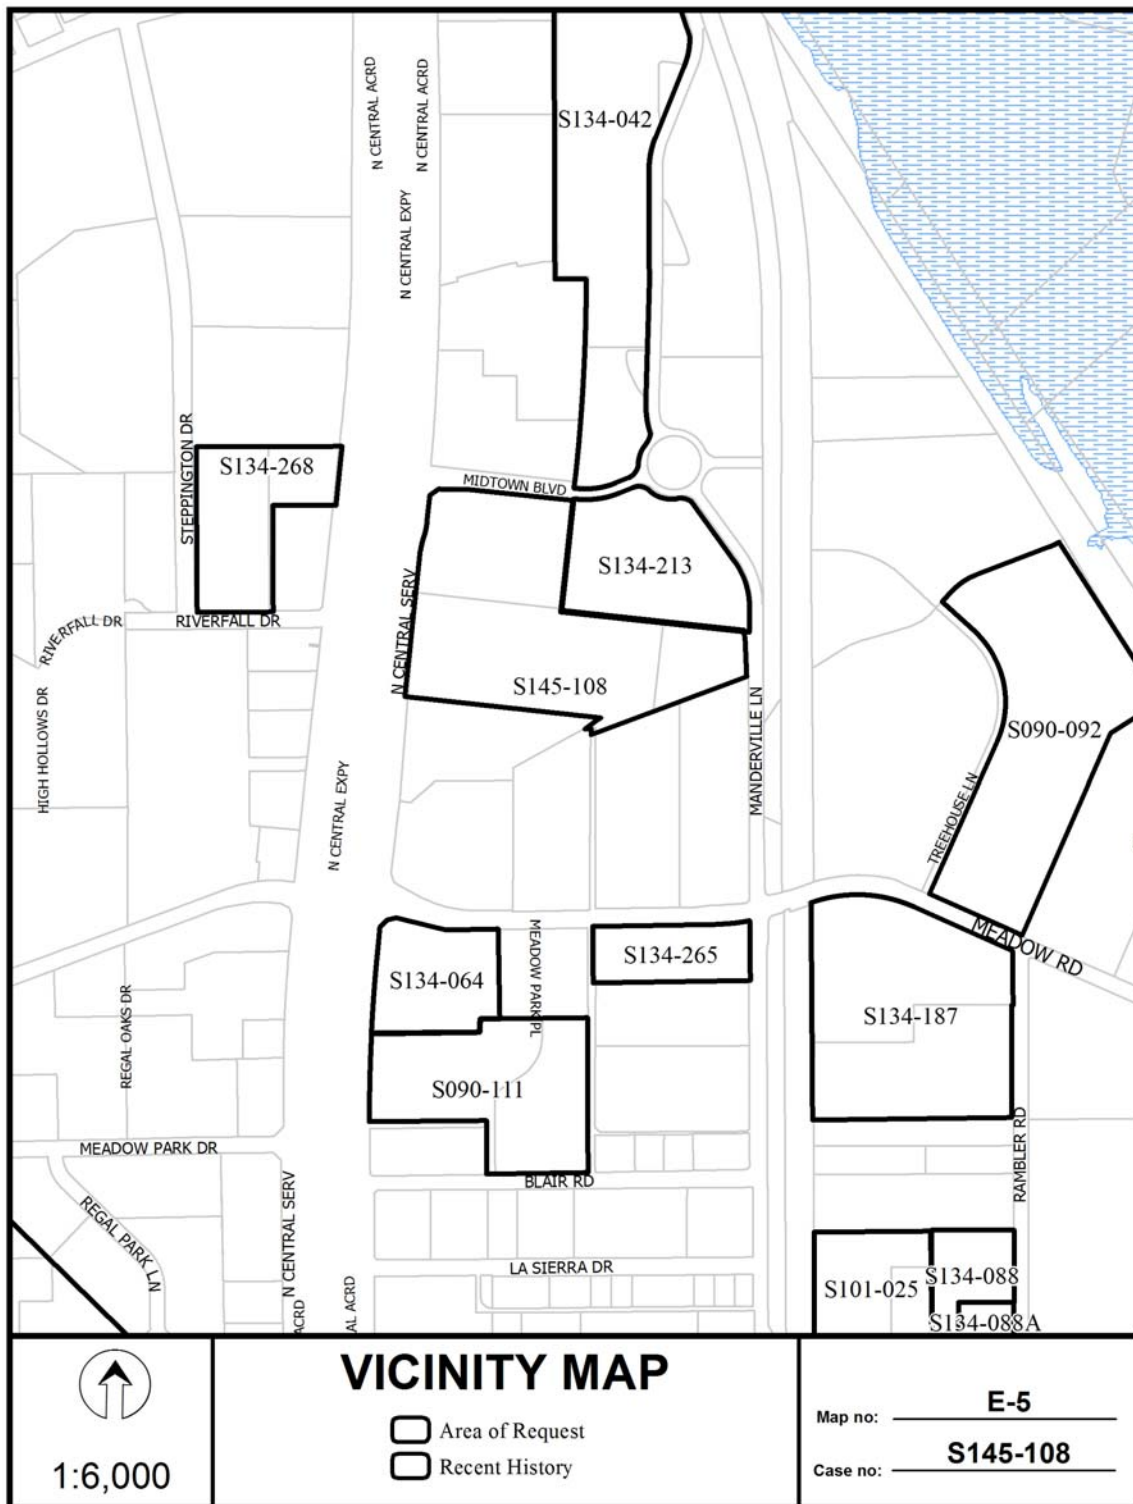 N CENTRAL ACRD
N CENTRAL ACRD
S134-042
N CENTRAL EXPY
STEPPINGTON DR
S134-268
MIDTOWN BLVD
S134-213
RIVERFALL DR
RIVERFALL DR
N CENTRAL SERV
S145-108
HIGH HOLLOWS DR
MANDERVILLE LN
S090-092
N CENTRAL EXPY
TREEHOUSE LN
MEADOW RD
MEADOW PARK PL
S134-265
S134-064
REGAL OAKS DR
S134-187
S090-111
MEADOW PARK DR
BLAIR RD
RAMBLER RD
REGAL PARK LN
N CENTRAL SERV
LA SIERRA DR
S101-025
S134-088
S134-088A
ACRD
AL ACRD
1:6,000
VICINITY MAP
Area of Request
Recent History
Map no: E-5
Case no: S145-108